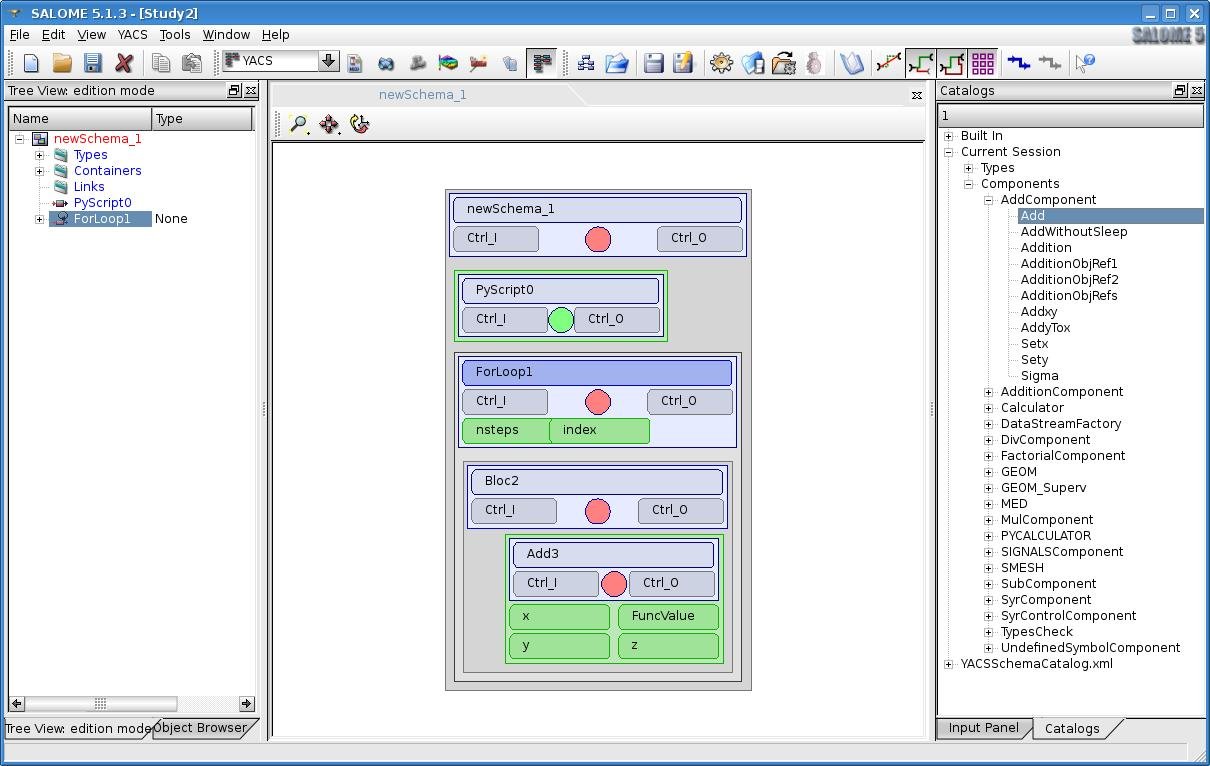 SALOME 5.1.3 - [Study2]
File Edit View YACS Tools Window Help
SALOME 5
YACS
Tree View: edition mode
Name Type
newSchema_1
Types
Containers
Links
PyScript0
ForLoop1 None
Tree View: edition mode Object Browser
newSchema_1
newSchema_1
Ctrl_I Ctrl_O
PyScript0
Ctrl_I Ctrl_O
ForLoop1
Ctrl_I Ctrl_O
nsteps index
Bloc2
Ctrl_I Ctrl_O
Add3
Ctrl_I Ctrl_O
x FuncValue
y z
Catalogs
1
Built In
Current Session
Types
Components
AddComponent
Add
AddWithoutSleep
Addition
AdditionObjRef1
AdditionObjRef2
AdditionObjRefs
Addxy
AddyTox
Setx
Sety
Sigma
AdditionComponent
Calculator
DataStreamFactory
DivComponent
FactorialComponent
GEOM
GEOM_Superv
MED
MulComponent
PYCALCULATOR
SIGNALSComponent
SMESH
SubComponent
SyrComponent
SyrControlComponent
TypesCheck
UndefinedSymbolComponent
YACSSchemaCatalog.xml
Input Panel Catalogs